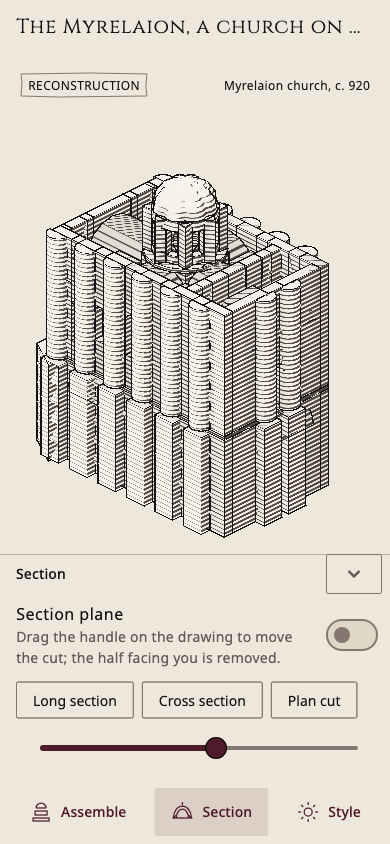 The Myrelaion, a church on ...
RECONSTRUCTION
Myrelaion church, c. 920
Section
Section plane
Drag the handle on the drawing to move
the cut; the half facing you is removed.
Long section
Cross section
Plan cut
Assemble
Section
Style